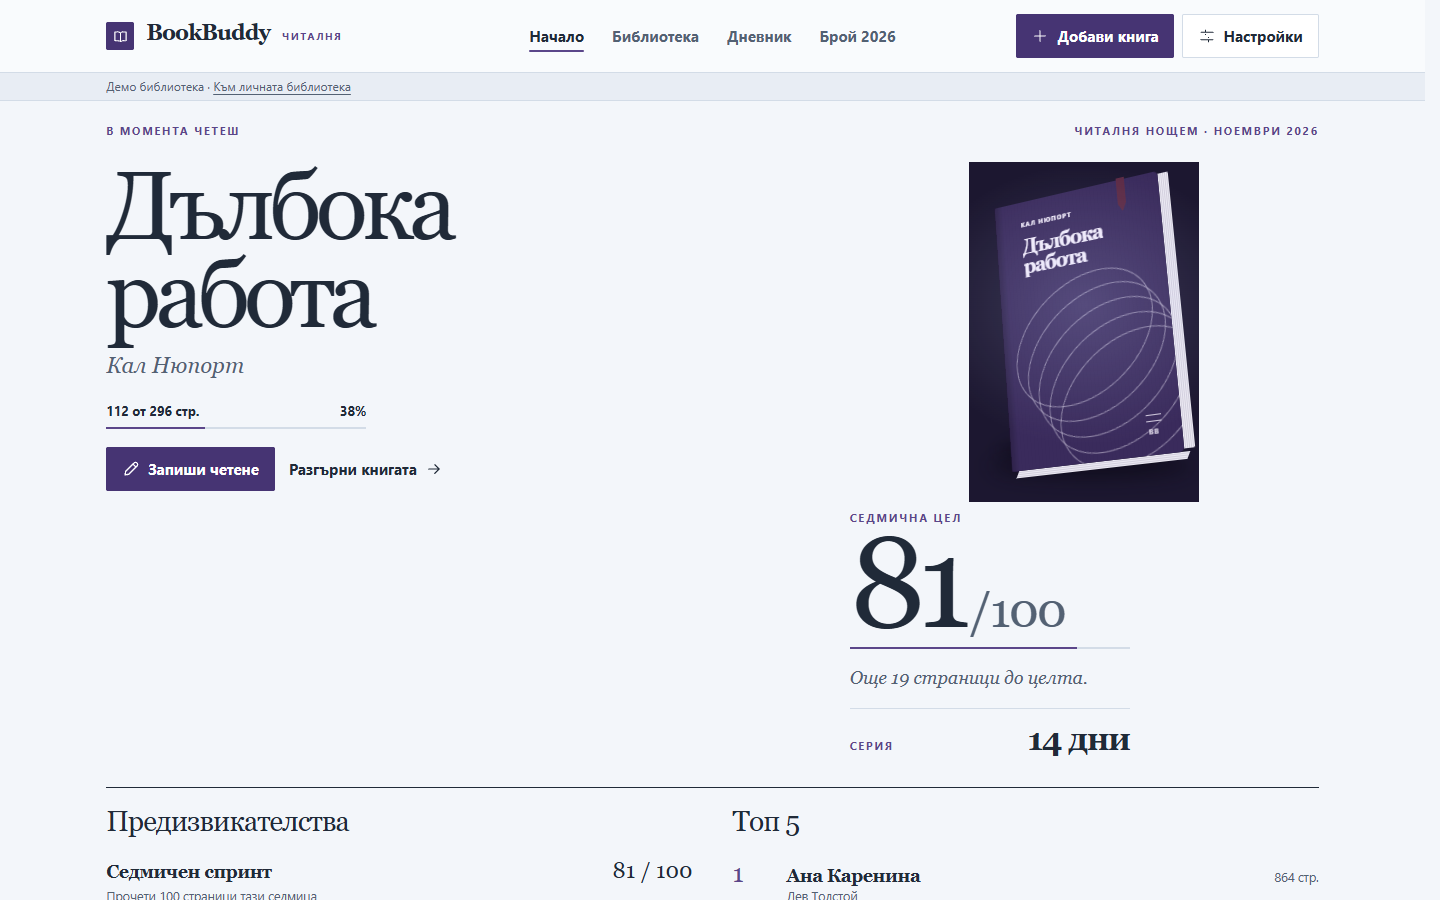 BookBuddy ЧИТАЛНЯ
Начало
Библиотека
Дневник
Брой 2026
Добави книга
Настройки
Демо библиотека · Към личната библиотека
В МОМЕНТА ЧЕТЕШ
ЧИТАЛНЯ НОЩЕМ · НОЕМВРИ 2026
Дълбока
работа
Кал Нюпорт
112 от 296 стр.
38%
Запиши четене
Разгърни книгата
КАЛ НЮПОРТ
Дълбока
работа
BB
СЕДМИЧНА ЦЕЛ
81/100
Още 19 страници до целта.
СЕРИЯ
14 дни
Предизвикателства
Седмичен спринт
81 / 100
Прочети 100 страници тази седмица
Топ 5
1
Ана Каренина
864 стр.
Лев Толстой